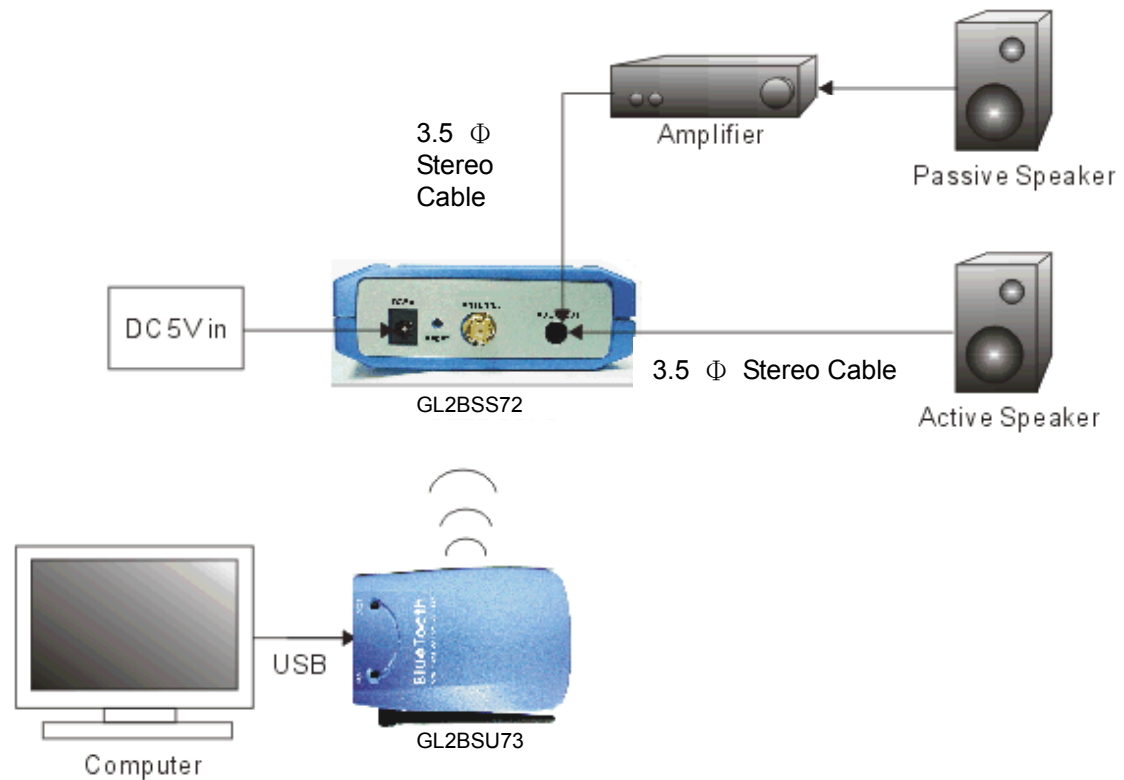 3.5 Φ
Stereo
Cable
Amplifier
Passive Speaker
DC 5V in
3.5 Φ Stereo Cable
GL2BSS72
Active Speaker
BlueTooth
USB
GL2BSU73
Computer